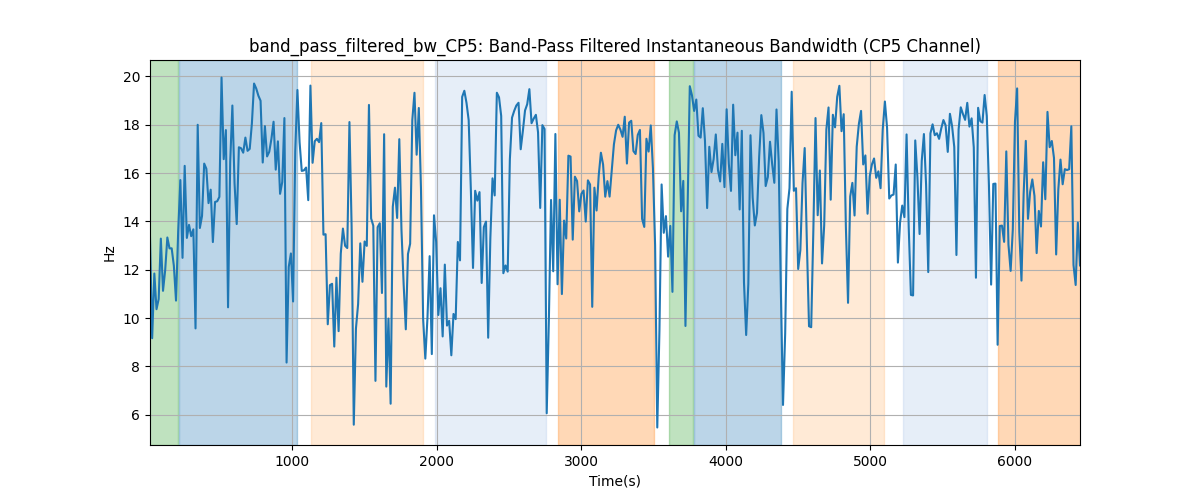 band_pass_filtered_bw_CP5: Band-Pass Filtered Instantaneous Bandwidth (CP5 Channel)
20
18
16
14
12
10
8
6
Hz
1000 2000 3000 4000 5000 6000
Time(s)